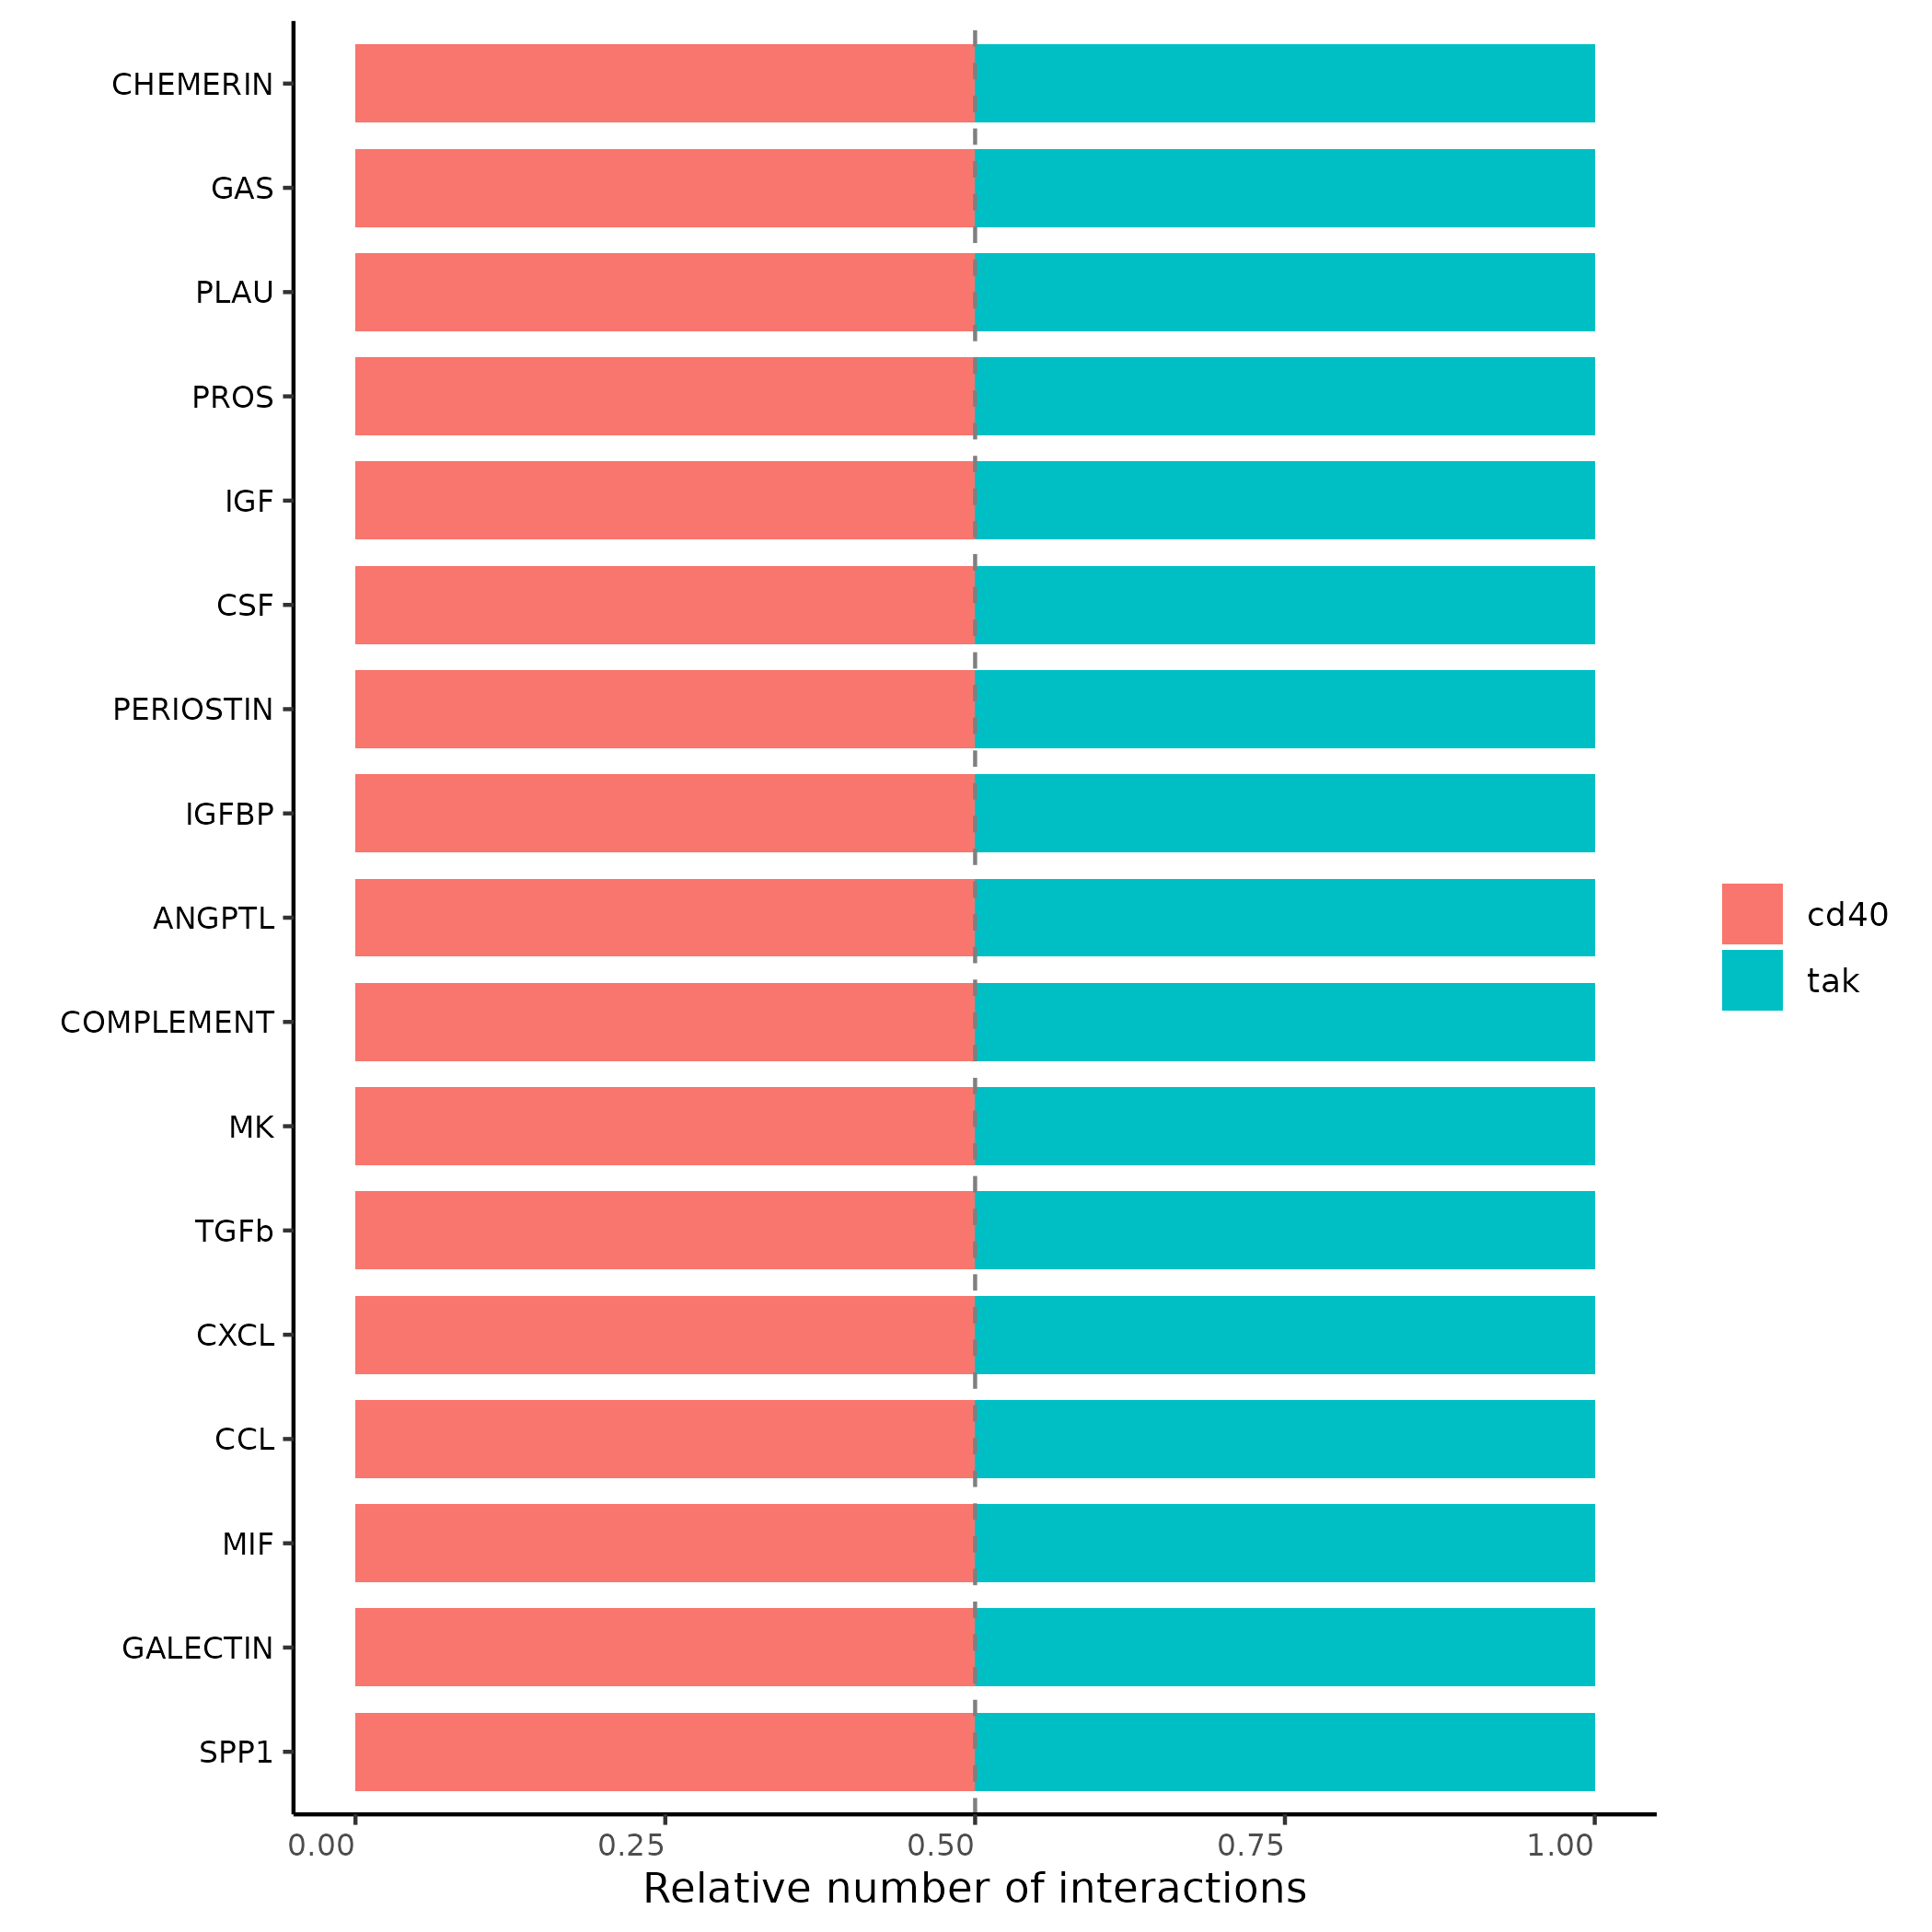 CHEMERIN
GAS
PLAU
PROS
IGF
CSF
PERIOSTIN
IGFBP
ANGPTL
COMPLEMENT
MK
TGFb
CXCL
CCL
MIF
GALECTIN
SPP1
0.00 0.25 0.50 0.75 1.00
Relative number of interactions
cd40
tak